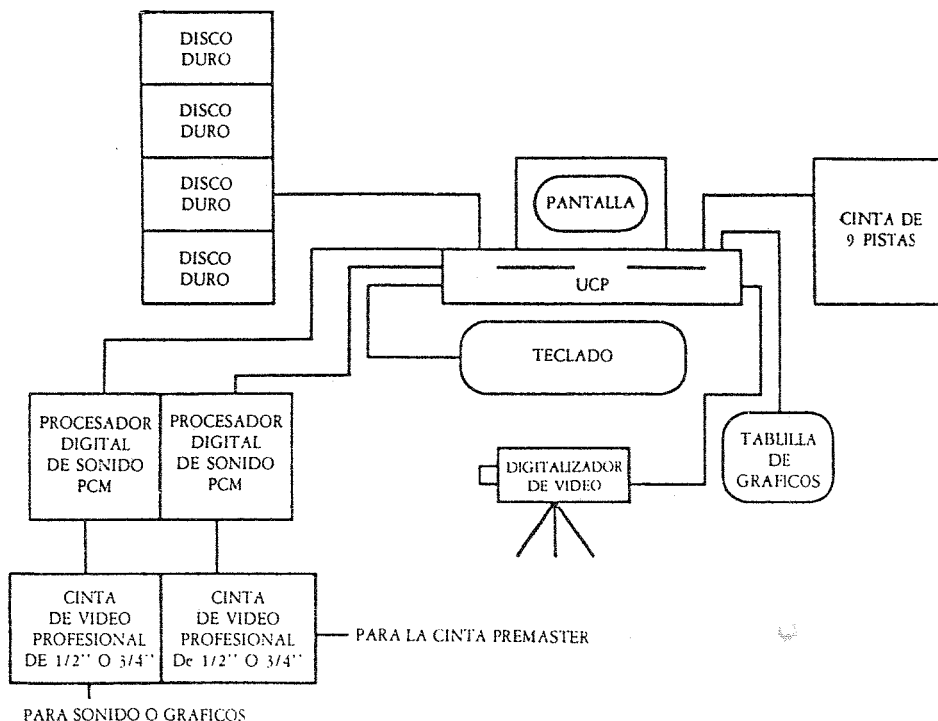 DISCO
DURO
DISCO
DURO
DISCO
DURO
DISCO
DURO
PANTALLA
CINTA DE
9 PISTAS
UCP
TECLADO
PROCESADOR
DIGITAL
DE SONIDO
PCM
PROCESADOR
DIGITAL
DE SONIDO
PCM
DIGITALIZADOR
DE VIDEO
TABLILLA
DE
GRAFICOS
CINTA
DE VIDEO
PROFESIONAL
DE 1/2'' O 3/4''
CINTA
DE VIDEO
PROFESIONAL
De 1/2'' O 3/4''
PARA LA CINTA PREMASTER
PARA SONIDO O GRAFICOS